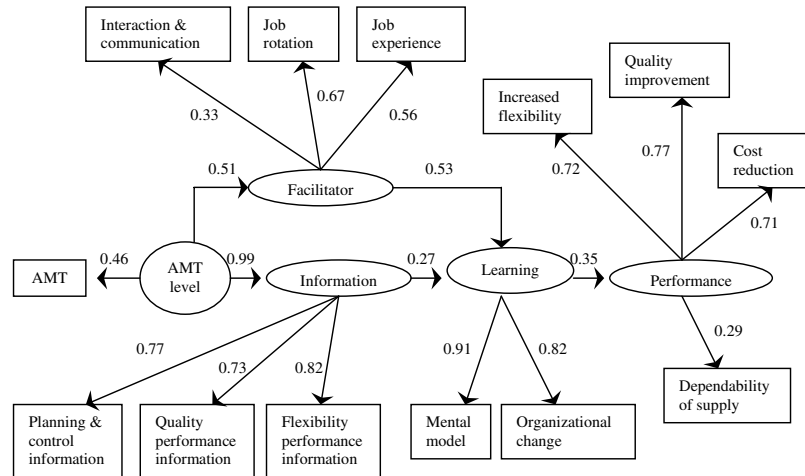 Interaction &
communication
Job
rotation
Job
experience
Quality
improvement
Increased
flexibility
Cost
reduction
0.33
0.67
0.56
0.77
0.72
0.71
0.51
Facilitator
0.53
AMT
0.46
AMT
level
0.99
Information
0.27
Learning
0.35
Performance
0.77
0.73
0.82
0.91
0.82
0.29
Planning &
control
information
Quality
performance
information
Flexibility
performance
information
Mental
model
Organizational
change
Dependability
of supply